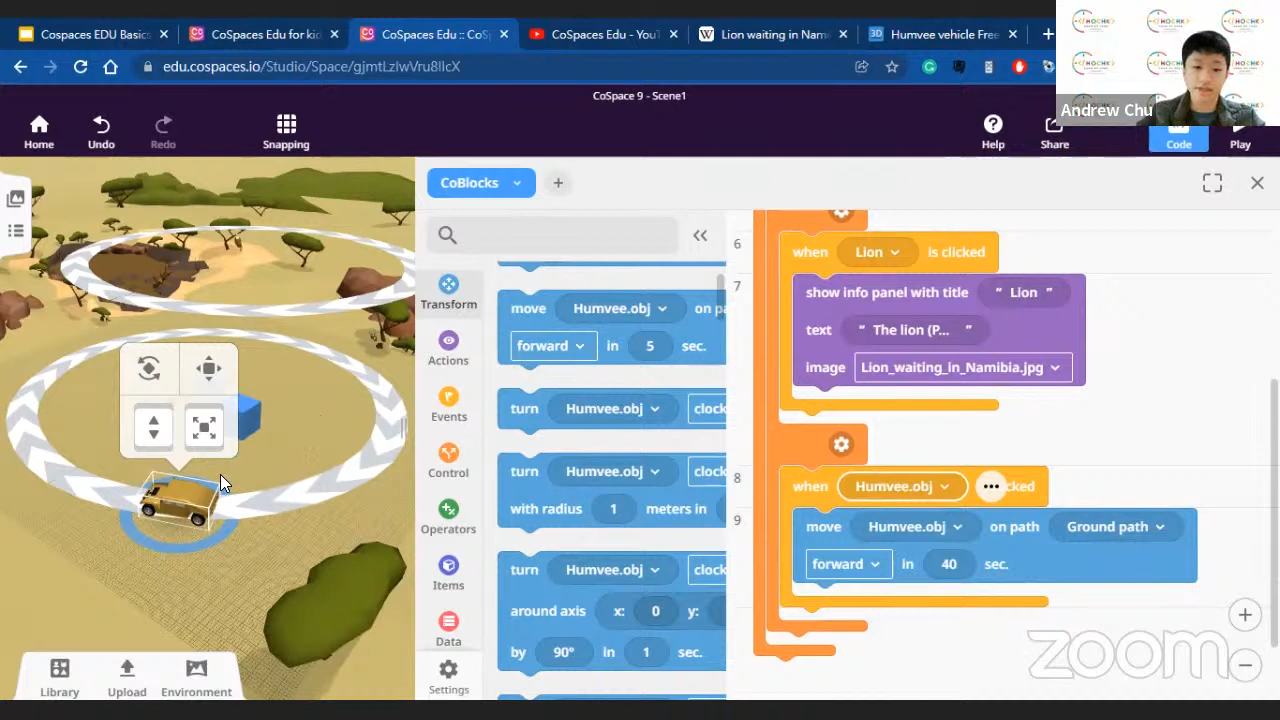 Cospaces EDU Basics
CoSpaces Edu for kid
CoSpaces Edu :: CoSp
CoSpaces Edu - YouT
Lion waiting in Nam
Humvee vehicle Free
edu.cospaces.io/Studio/Space/gjmtLziwVru8IIcX
HOCHK
Andrew Chu
CoSpace 9 - Scene1
Home
Undo
Redo
Snapping
Help
Share
Code
Play
CoBlocks
Transform
Actions
Events
Control
Operators
Items
Data
Settings
move Humvee.obj on pa
forward in 5 sec.
turn Humvee.obj clock
turn Humvee.obj clock
with radius 1 meters in
turn Humvee.obj clock
around axis x: 0 y:
by 90° in 1 sec.
6
when Lion is clicked
7
show info panel with title “ Lion ”
text “ The lion (P... ”
image Lion_waiting_in_Namibia.jpg
8
when Humvee.obj ... cked
9
move Humvee.obj on path Ground path
forward in 40 sec.
Library
Upload
Environment
zoom